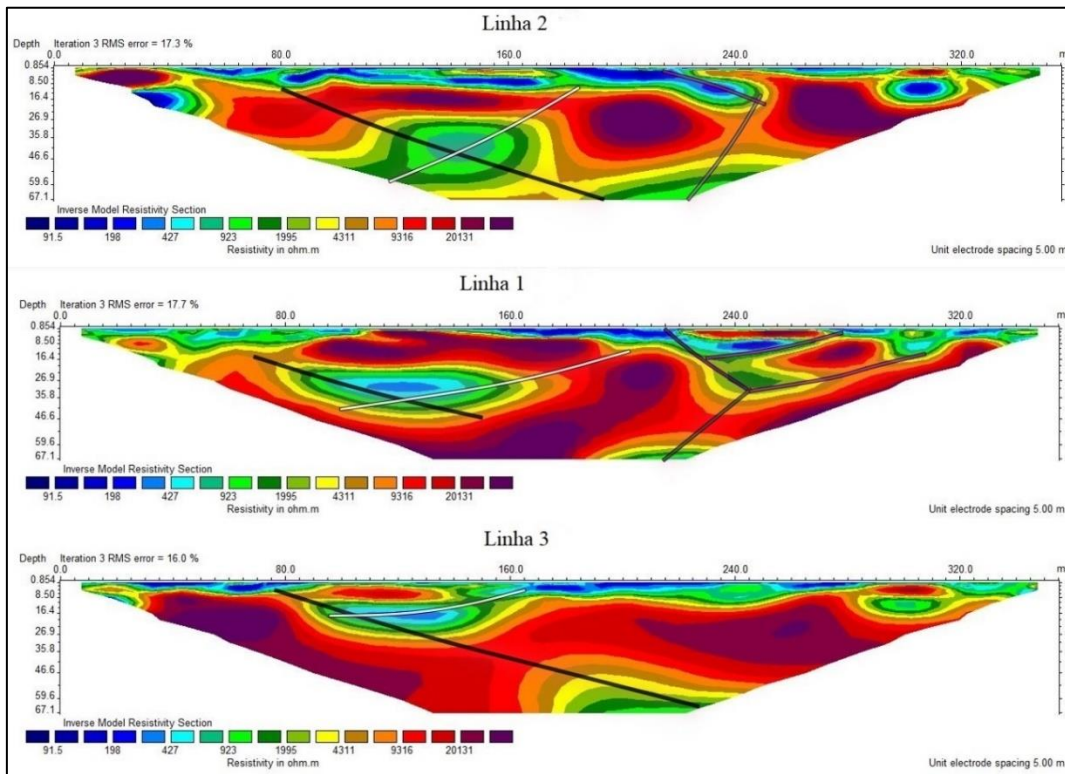 Linha 2
Depth Iteration 3 RMS error = 17.3 %
0.0 80.0 160.0 240.0 320.0 m
0.854
8.50
16.4
26.9
35.8
46.6
59.6
67.1
Inverse Model Resistivity Section
91.5 198 427 923 1995 4311 9316 20131
Resistivity in ohm.m
Unit electrode spacing 5.00 m
Linha 1
Depth Iteration 3 RMS error = 17.7 %
0.0 80.0 160.0 240.0 320.0 m
0.854
8.50
16.4
26.9
35.8
46.6
59.6
67.1
Inverse Model Resistivity Section
91.5 198 427 923 1995 4311 9316 20131
Resistivity in ohm.m
Unit electrode spacing 5.00 m
Linha 3
Depth Iteration 3 RMS error = 16.0 %
0.0 80.0 160.0 240.0 320.0 m
0.854
8.50
16.4
26.9
35.8
46.6
59.6
67.1
Inverse Model Resistivity Section
91.5 198 427 923 1995 4311 9316 20131
Resistivity in ohm.m
Unit electrode spacing 5.00 m